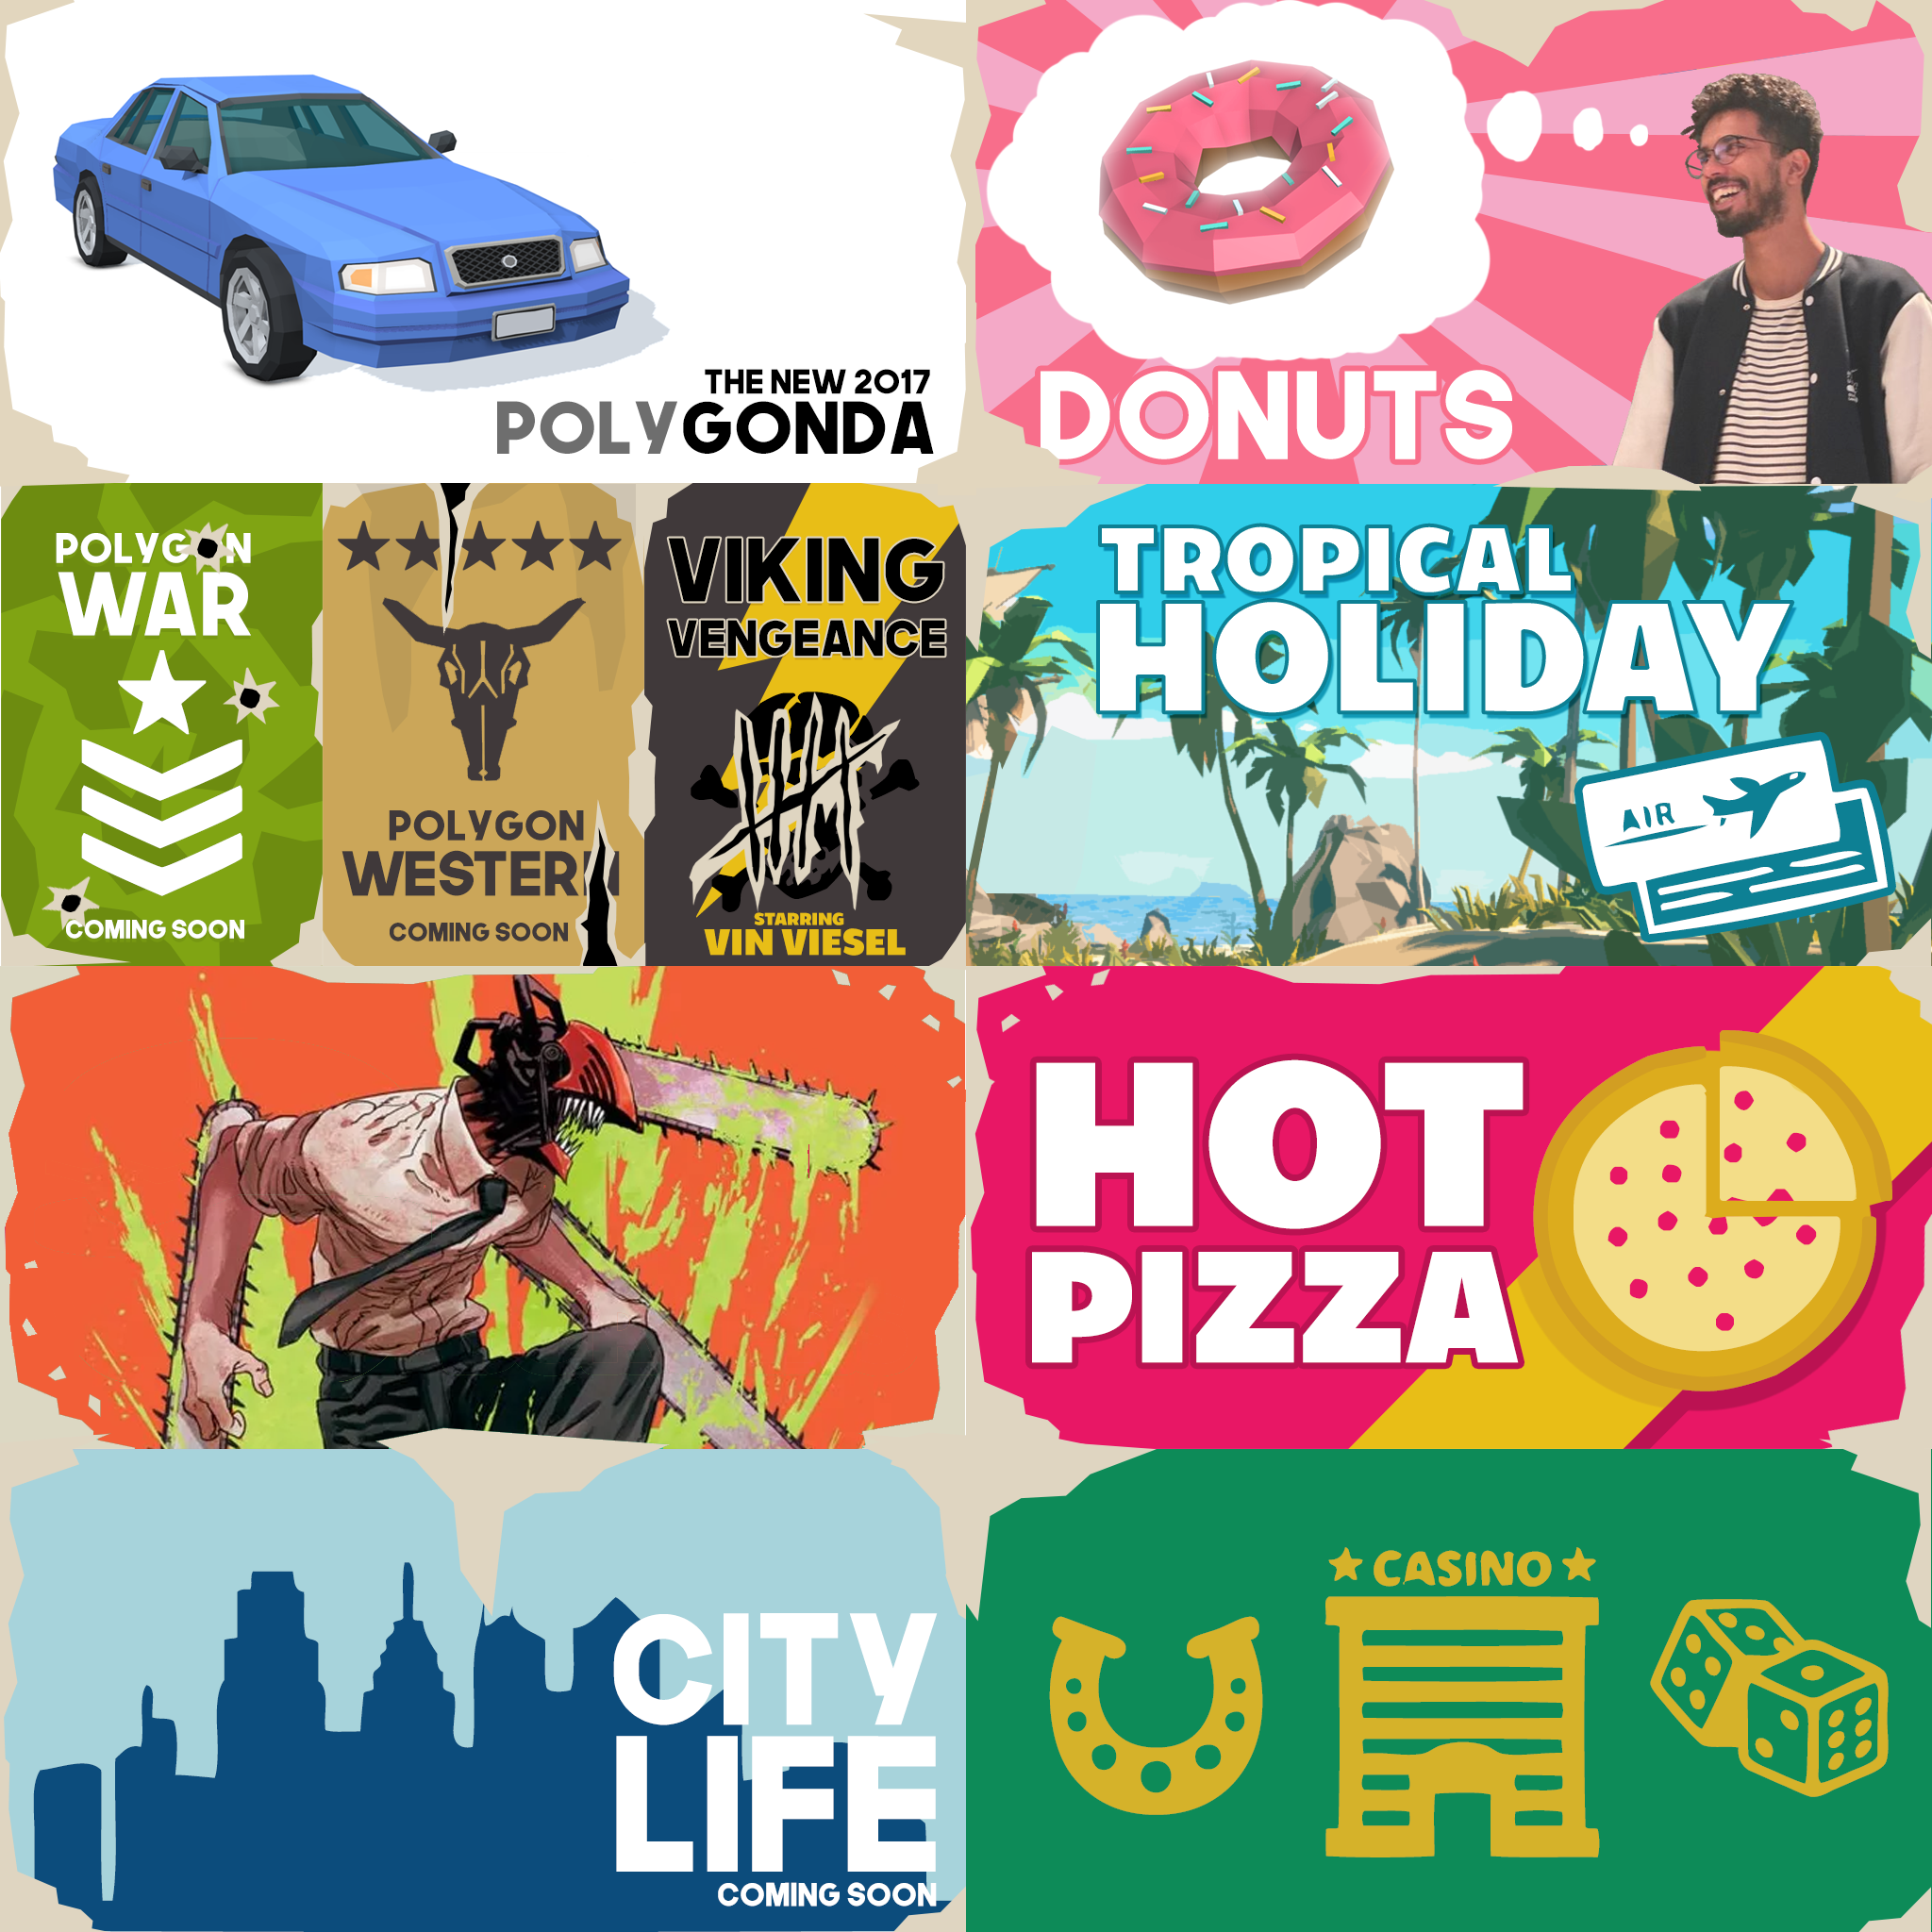 THE NEW 2017
POLYGONDA
DONUTS
POLYGON
WAR
COMING SOON
POLYGON
WESTERN
COMING SOON
VIKING
VENGEANCE
STARRING
VIN VIESEL
TROPICAL
HOLIDAY
AIR
HOT
PIZZA
CITY
LIFE
COMING SOON
CASINO